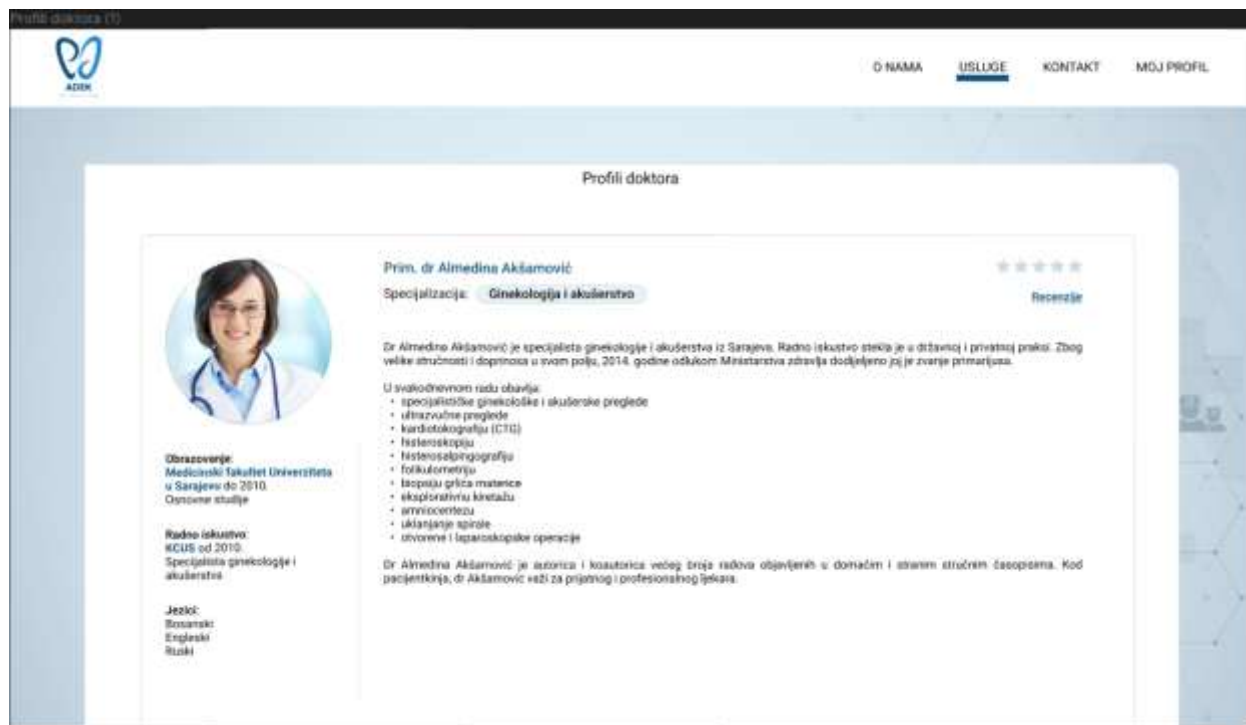 Profili doktora (1)
ADEK
O NAMA USLUGE KONTAKT MOJ PROFIL
Profili doktora
Prim. dr Almedina Akšamović
Specijalizacija: Ginekologija i akušerstvo
Recenzije
Dr Almedina Akšamović je specijalista ginekologije i akušerstva iz Sarajeva. Radno iskustvo stekla je u državnoj i privatnoj praksi. Zbog
velike stručnosti i doprinosa u svom polju, 2014. godine odlukom Ministarstva zdravlja dodijeljeno joj je zvanje primarijusa.
U svakodnevnom radu obavlja:
• specijalističke ginekološke i akušerske preglede
• ultrazvučne preglede
• kardiotokografiju (CTG)
• histeroskopiju
• histerosalpingografiju
• folikulometriju
• biopsiju grlića materice
• eksplorativnu kiretažu
• amniocentezu
• uklanjanje spirale
• otvorene i laparoskopske operacije
Dr Almedina Akšamović je autorica i koautorica većeg broja radova objavljenih u domaćim i stranim stručnim časopisima. Kod
pacijentkinja, dr Akšamović važi za prijatnog i profesionalnog ljekara.
Obrazovanje:
Medicinski fakultet Univerziteta
u Sarajevu do 2010.
Osnovne studije
Radno iskustvo:
KCUS od 2010.
Specijalista ginekologije i
akušerstva
Jezici:
Bosanski
Engleski
Ruski